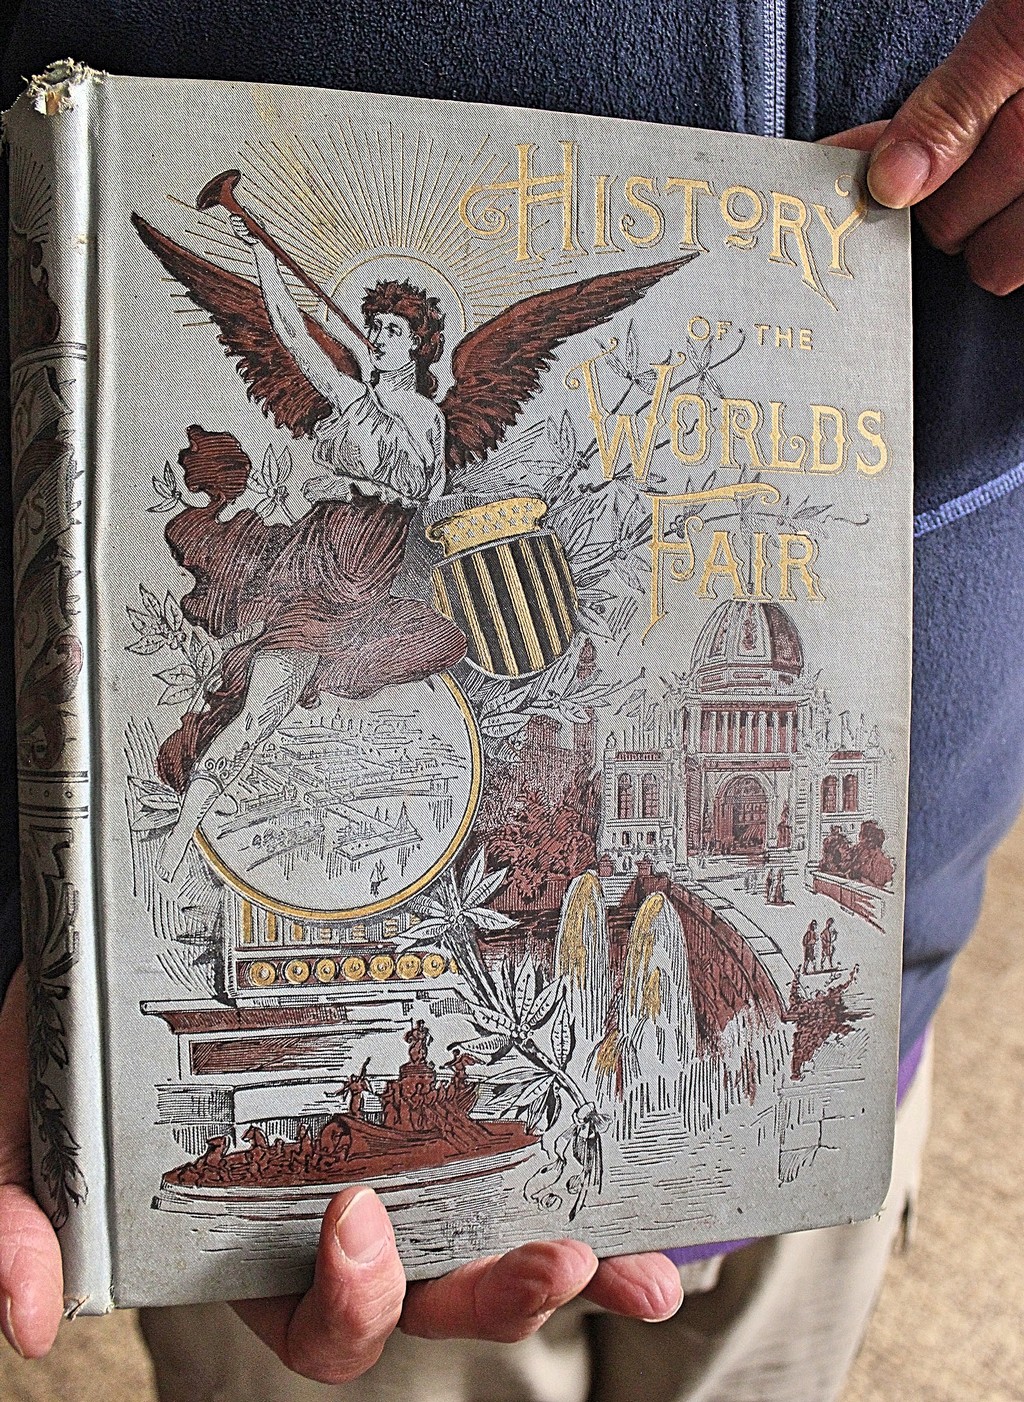 HISTORY
OF THE
WORLDS
FAIR